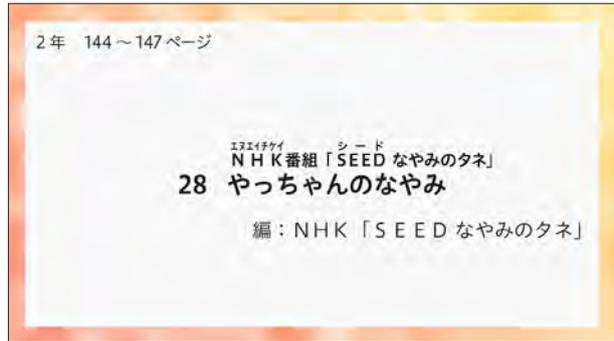 2年 144～147ページ
エヌエイチケイ シード
NHK番組「SEED なやみのタネ」
28 やっちゃんのなやみ
編：NHK「SEED なやみのタネ」